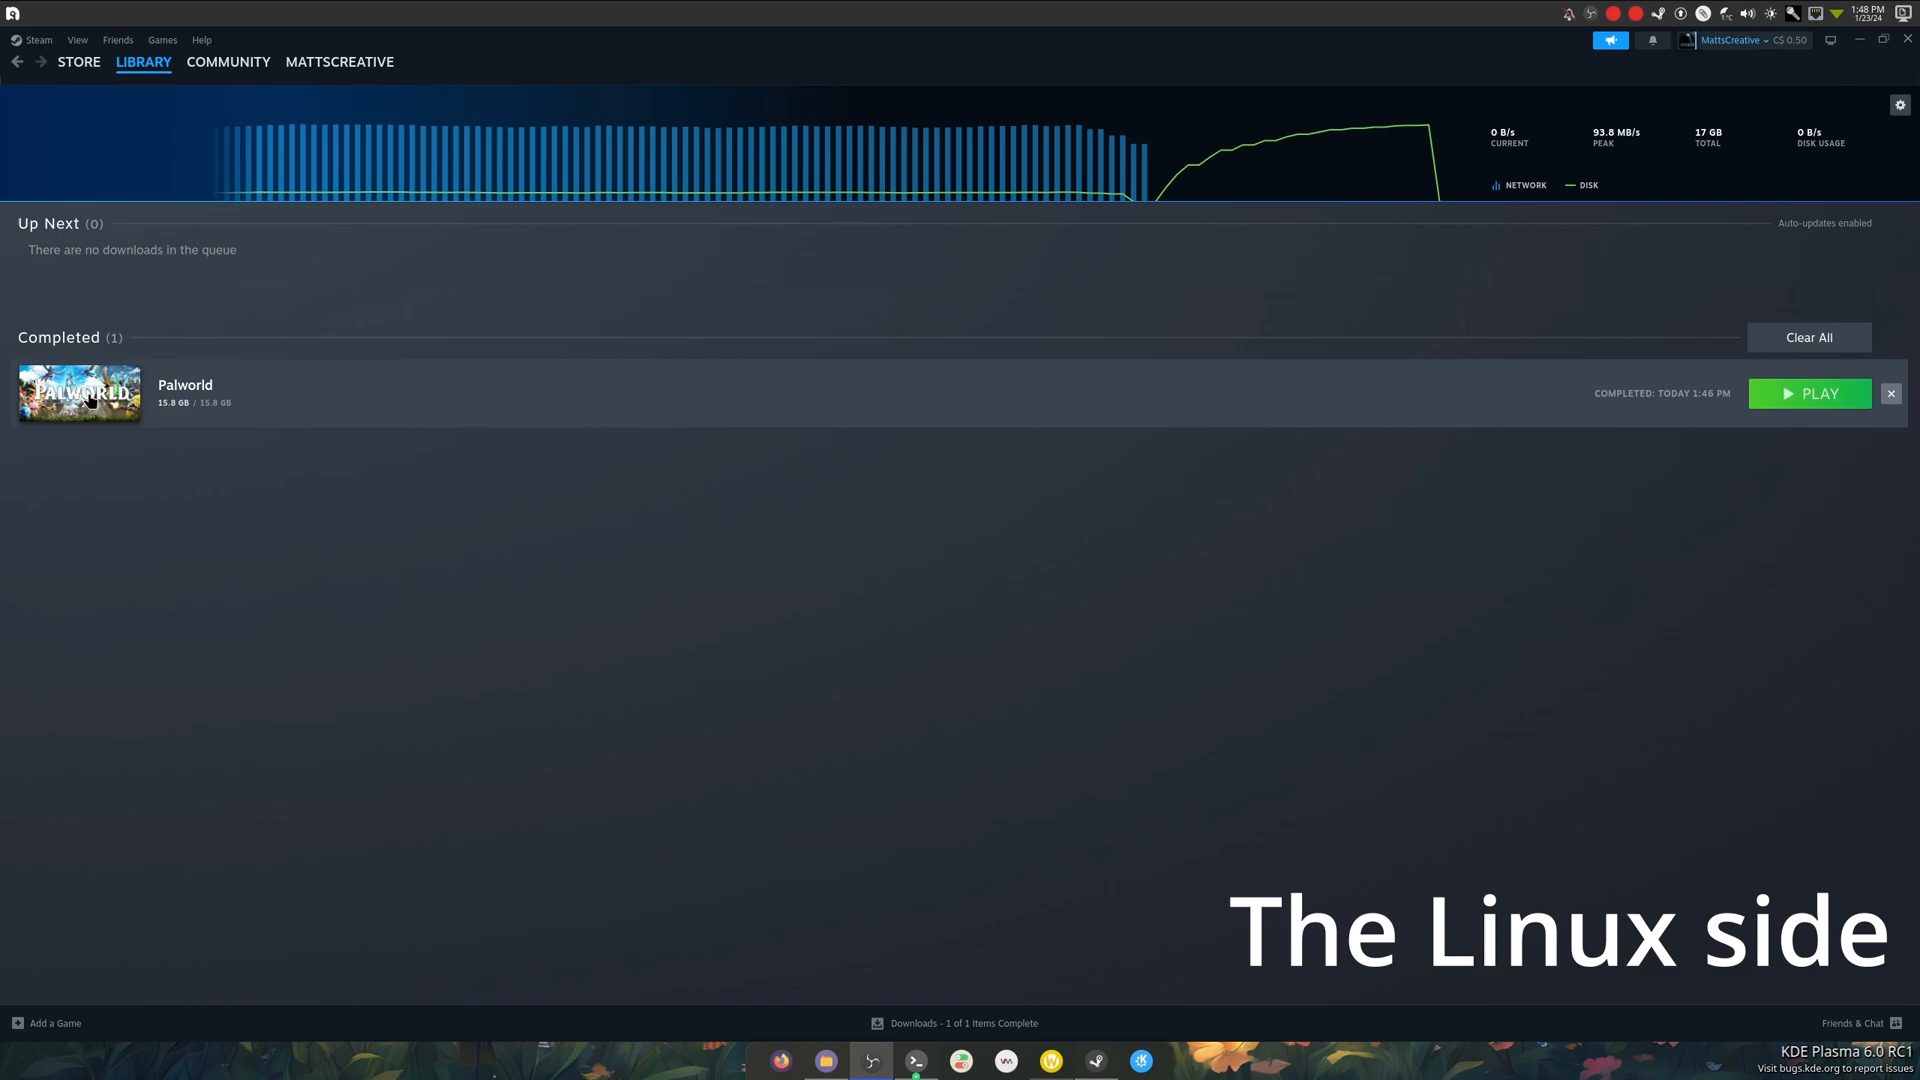 1:48 PM
1/23/24
1°C
Steam View Friends Games Help
MattsCreative C$ 0.50
STORE LIBRARY COMMUNITY MATTSCREATIVE
0 B/s 93.8 MB/s 17 GB 0 B/s
CURRENT PEAK TOTAL DISK USAGE
NETWORK DISK
Up Next (0)
Auto-updates enabled
There are no downloads in the queue
Completed (1)
Clear All
PALWORLD
Palworld
15.8 GB / 15.8 GB
COMPLETED: TODAY 1:46 PM
PLAY
The Linux side
Add a Game
Downloads - 1 of 1 Items Complete
Friends & Chat
KDE Plasma 6.0 RC1
Visit bugs.kde.org to report issues